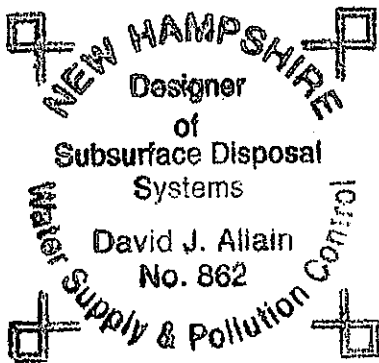 NEW HAMPSHIRE
Designer
of
Subsurface Disposal
Systems
David J. Allain
No. 862
Water Supply & Pollution Control